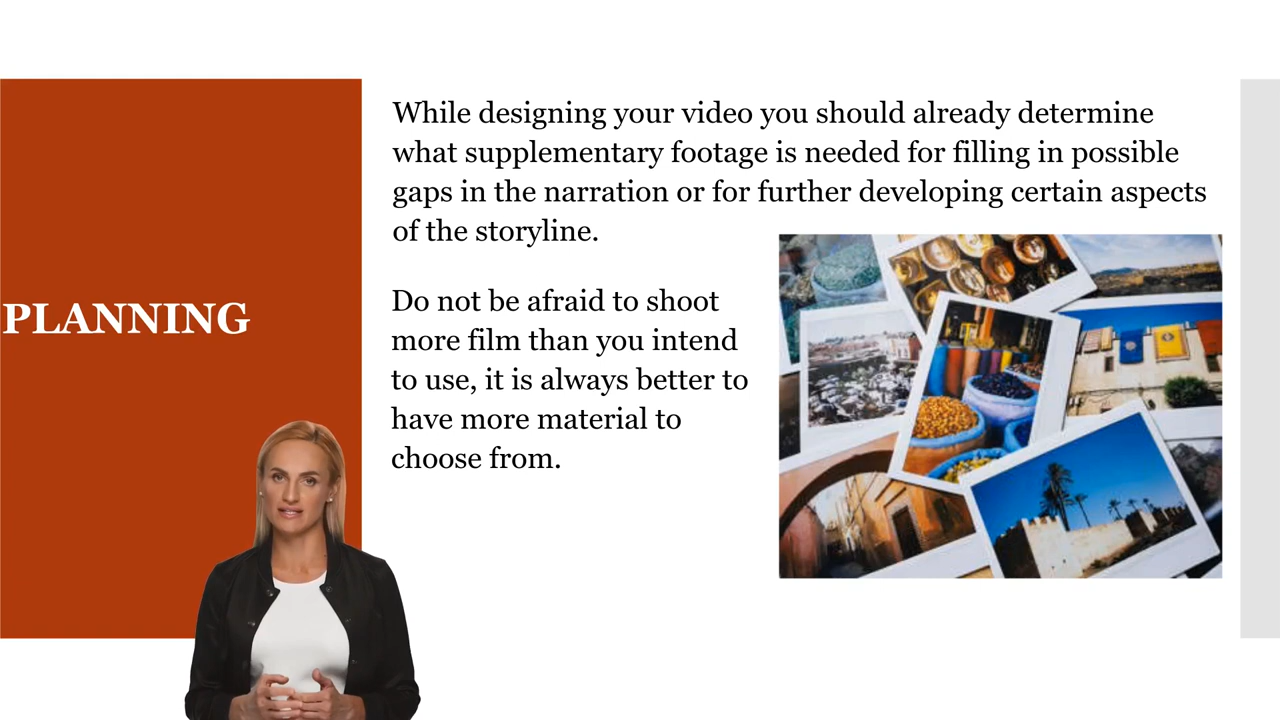 PLANNING
While designing your video you should already determine
what supplementary footage is needed for filling in possible
gaps in the narration or for further developing certain aspects
of the storyline.
Do not be afraid to shoot
more film than you intend
to use, it is always better to
have more material to
choose from.